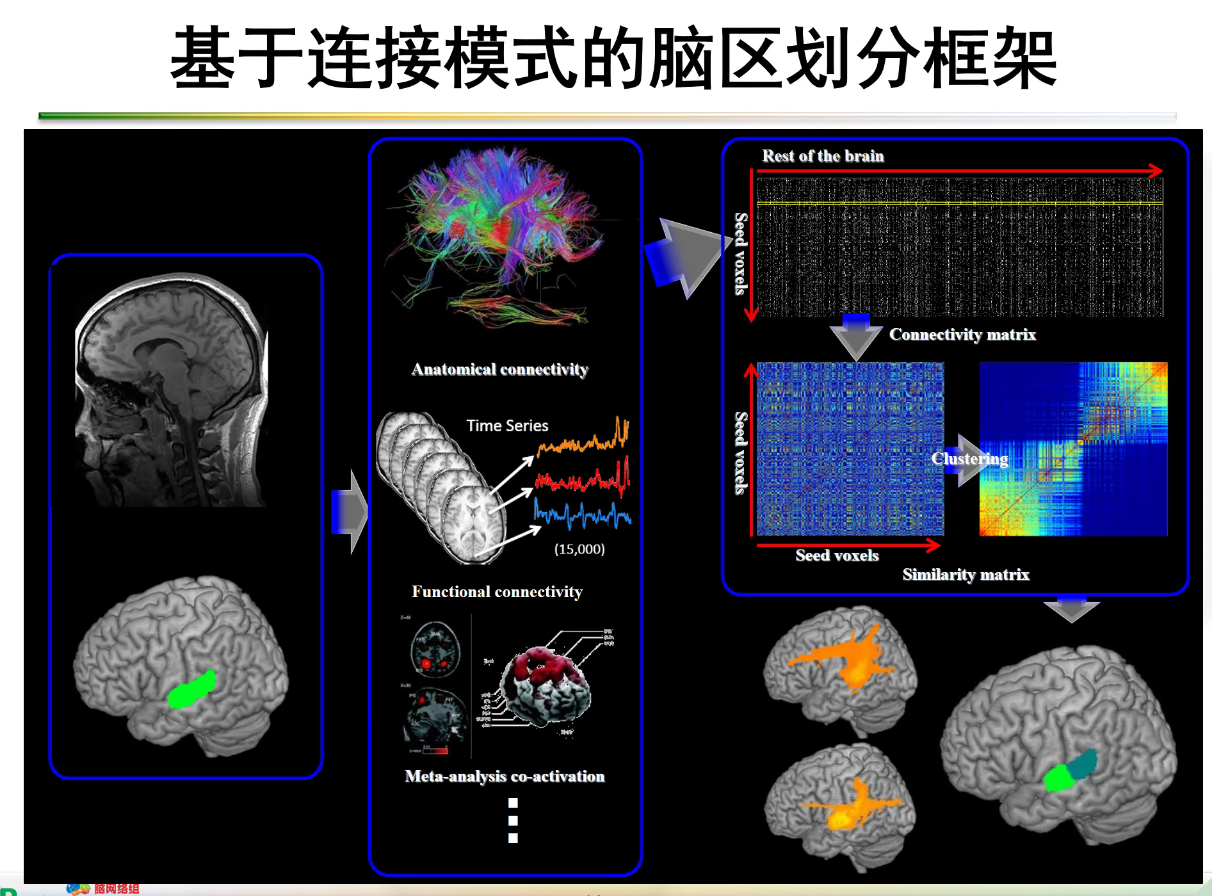 基于连接模式的脑区划分框架
Anatomical connectivity
Time Series
(15,000)
Functional connectivity
Meta-analysis co-activation
Rest of the brain
Seed voxels
Connectivity matrix
Seed voxels
Clustering
Seed voxels
Similarity matrix
脑网络组